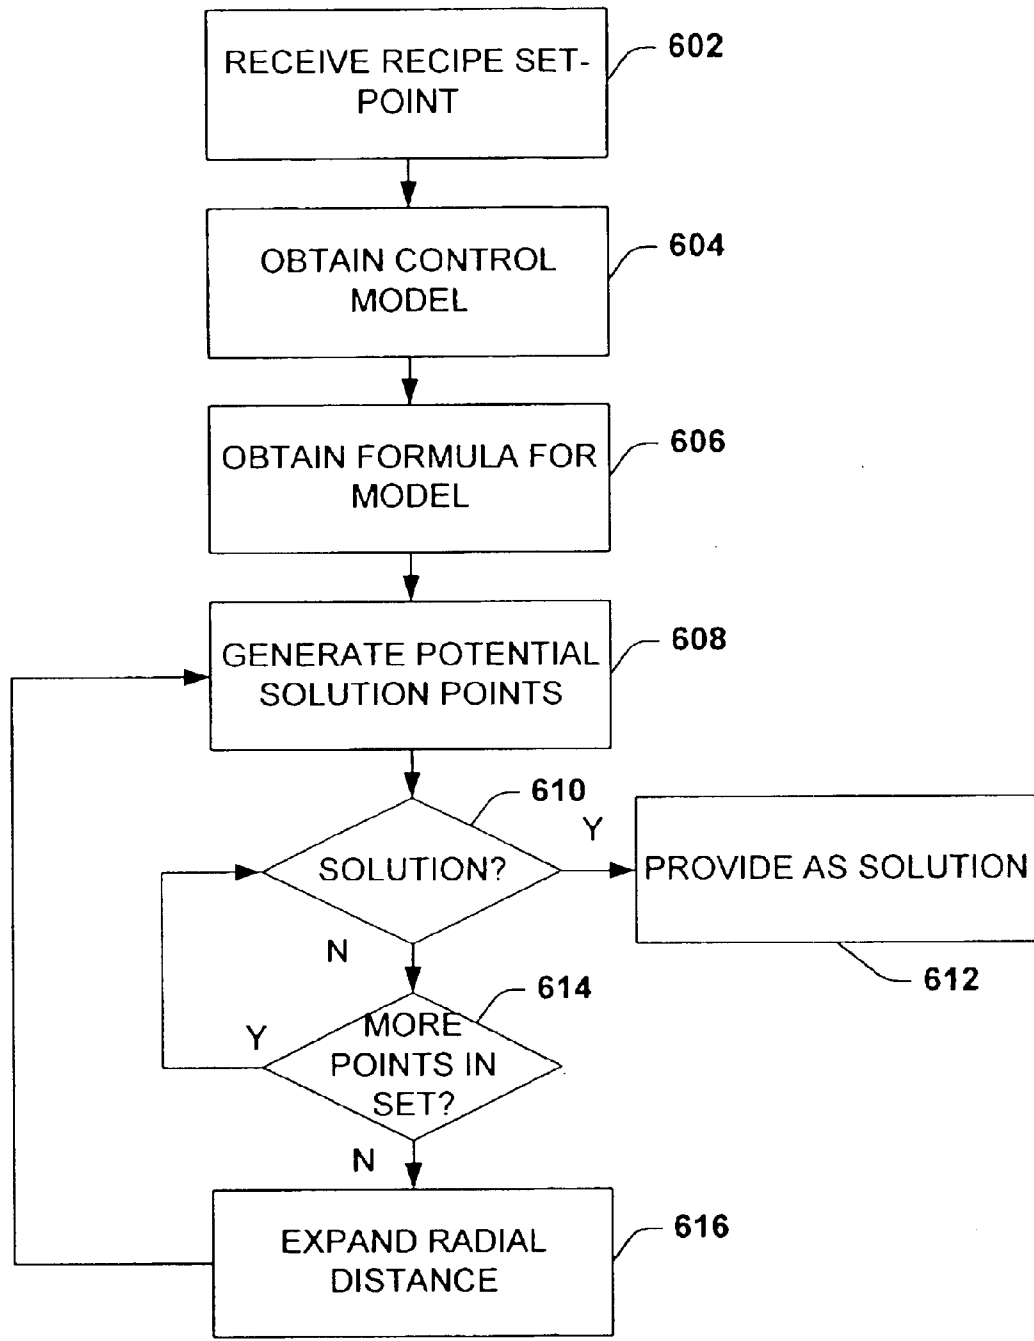 RECEIVE RECIPE SET-
POINT
602
OBTAIN CONTROL
MODEL
604
OBTAIN FORMULA FOR
MODEL
606
GENERATE POTENTIAL
SOLUTION POINTS
608
SOLUTION?
610
Y
PROVIDE AS SOLUTION
612
N
MORE
POINTS IN
SET?
614
Y
N
EXPAND RADIAL
DISTANCE
616